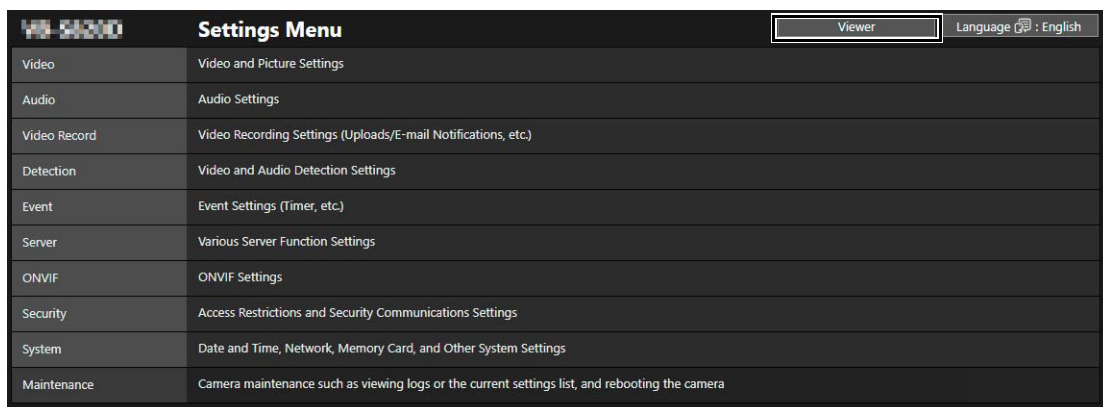 Settings Menu Viewer Language : English
Video Video and Picture Settings
Audio Audio Settings
Video Record Video Recording Settings (Uploads/E-mail Notifications, etc.)
Detection Video and Audio Detection Settings
Event Event Settings (Timer, etc.)
Server Various Server Function Settings
ONVIF ONVIF Settings
Security Access Restrictions and Security Communications Settings
System Date and Time, Network, Memory Card, and Other System Settings
Maintenance Camera maintenance such as viewing logs or the current settings list, and rebooting the camera